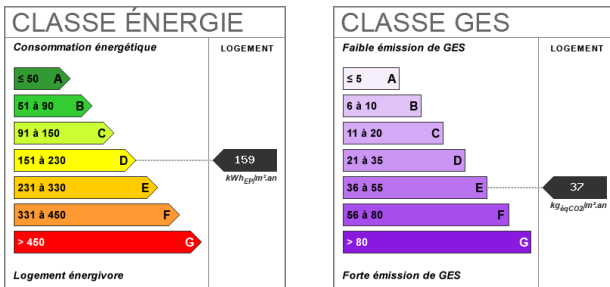 CLASSE ÉNERGIE
Consommation énergétique
LOGEMENT
≤ 50 A
51 à 90 B
91 à 150 C
151 à 230 D
159
kWhEP/m².an
231 à 330 E
331 à 450 F
> 450 G
Logement énergivore
CLASSE GES
Faible émission de GES
LOGEMENT
≤ 5 A
6 à 10 B
11 à 20 C
21 à 35 D
36 à 55 E
37
kgéqCO2/m².an
56 à 80 F
> 80 G
Forte émission de GES